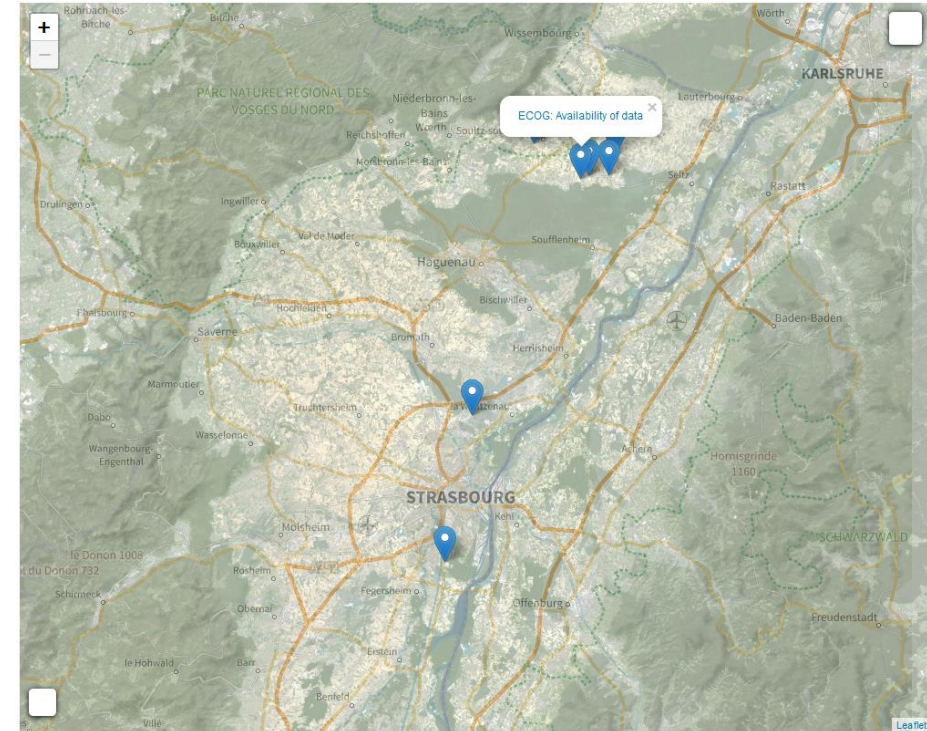 Rohrbach-les-
Bitche
Bitche
Wörth
+
−
Wissembourg
KARLSRUHE
PARC NATUREL RÉGIONAL DES
VOSGES DU NORD
Niederbronn-les-
Bains
Lauterbourg
×
ECOG: Availability of data
Reichshoffen
Wœrth
Morsbronn-les-Bains
Seltz
Rastatt
Drulingen
Ingwiller
Val de Moder
Bouxwiller
Soufflenheim
Haguenau
Bischwiller
Phalsbourg
Hochfelden
Baden-Baden
Saverne
Brumath
Herrlisheim
Marmoutier
Truchtersheim
Dabo
Wasselonne
Wangenbourg-
Engenthal
Achern
Hornisgrinde
1160
STRASBOURG
Kehl
Molsheim
SCHWARZWALD
le Donon 1008
du Donon 732
Rosheim
Schirmeck
Fegersheim
Obernai
Offenburg
Freudenstadt
Erstein
le Hohwald
Barr
Benfeld
Villé
Leaflet